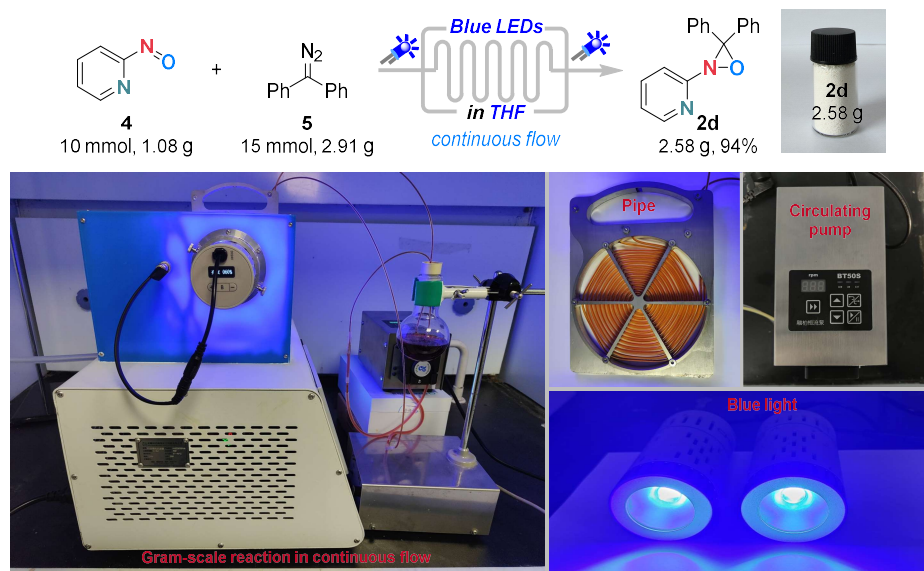 N
O
N
4
10 mmol, 1.08 g
+
N2
Ph
Ph
5
15 mmol, 2.91 g
Blue LEDs
in THF
continuous flow
Ph
Ph
N
O
N
2d
2.58 g, 94%
2d
2.58 g
Pipe
Circulating
pump
rpm
BT50S
Blue light
Gram-scale reaction in continuous flow